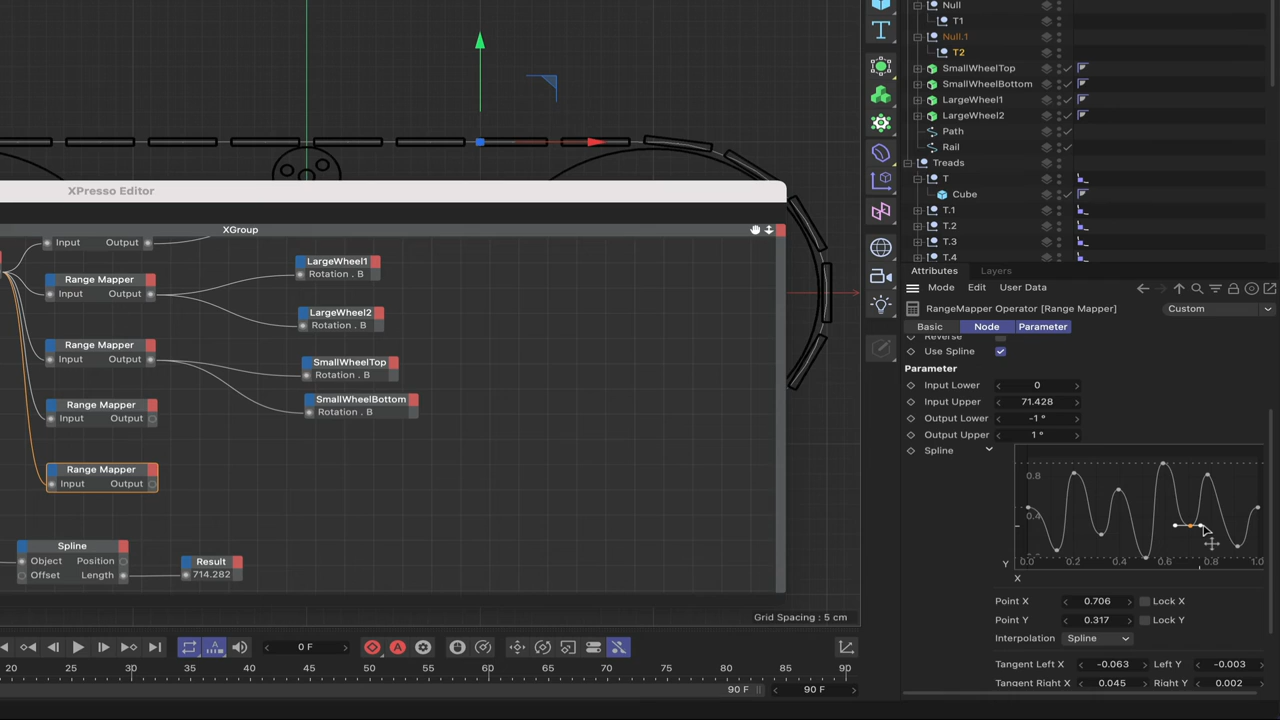 Null
T1
Null.1
T2
SmallWheelTop
SmallWheelBottom
LargeWheel1
LargeWheel2
Path
Rail
Treads
T
Cube
T.1
T.2
T.3
T.4
XPresso Editor
XGroup
Input Output
Range Mapper
Input Output
LargeWheel1
Rotation . B
LargeWheel2
Rotation . B
Range Mapper
Input Output
SmallWheelTop
Rotation . B
SmallWheelBottom
Rotation . B
Range Mapper
Input Output
Range Mapper
Input Output
Spline
Object Position
Offset Length
Result
714.282
Grid Spacing : 5 cm
Attributes Layers
Mode Edit User Data
RangeMapper Operator [Range Mapper] Custom
Basic Node Parameter
Reverse
Use Spline
Parameter
Input Lower 0
Input Upper 71.428
Output Lower -1 °
Output Upper 1 °
Spline
0.8
0.4
Y 0.0 0.2 0.4 0.6 0.8 1.0
X
Point X 0.706 Lock X
Point Y 0.317 Lock Y
Interpolation Spline
Tangent Left X -0.063 Left Y -0.003
Tangent Right X 0.045 Right Y 0.002
0 F
20 25 30 35 40 45 50 55 60 65 70 75 80 85 90
90 F 90 F